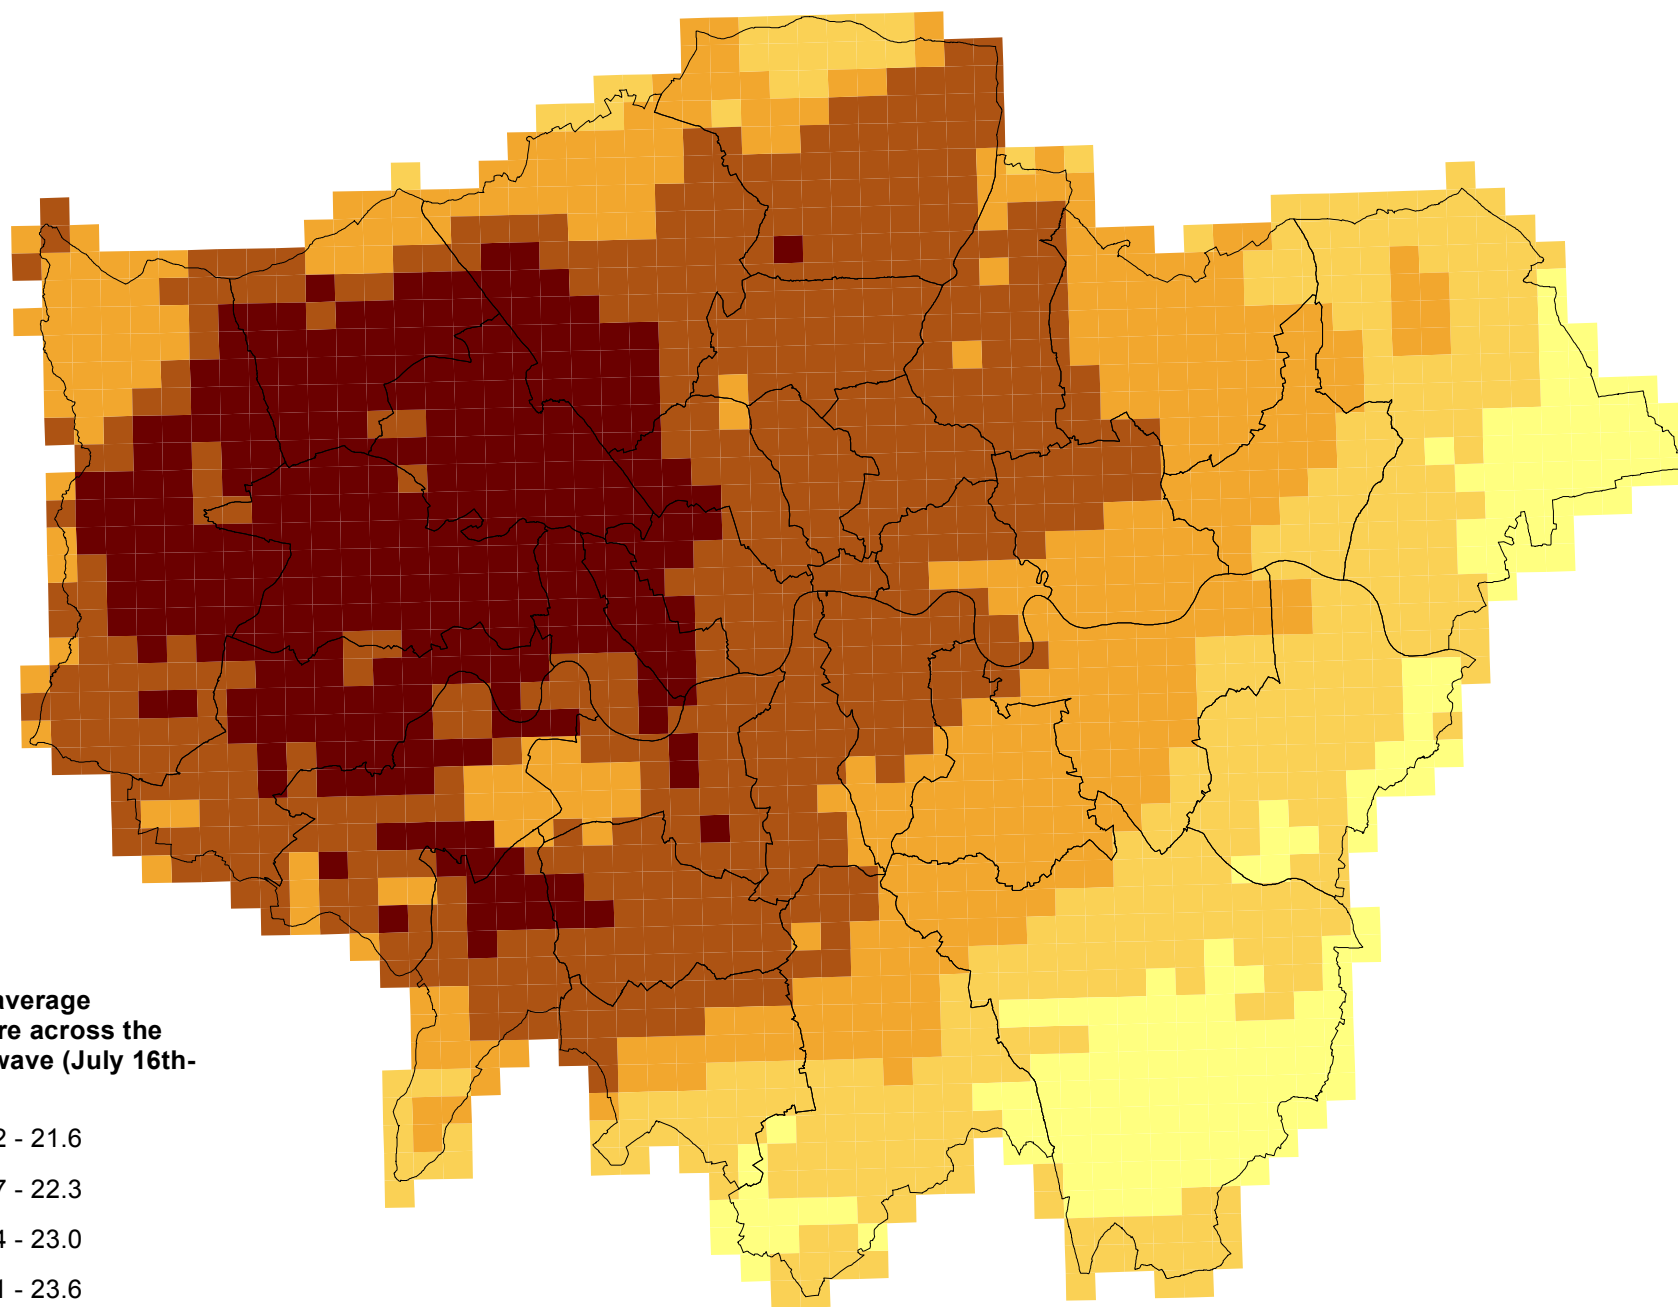 average
re across the
wave (July 16th-
2 - 21.6
7 - 22.3
4 - 23.0
1 - 23.6